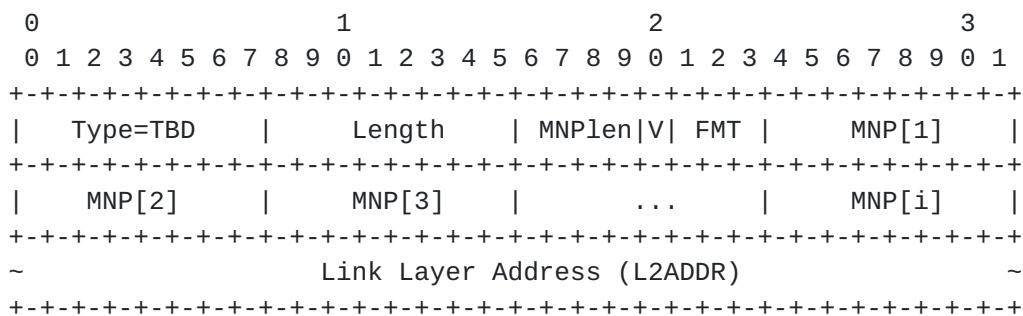 0                   1                   2                   3
 0 1 2 3 4 5 6 7 8 9 0 1 2 3 4 5 6 7 8 9 0 1 2 3 4 5 6 7 8 9 0 1
+-+-+-+-+-+-+-+-+-+-+-+-+-+-+-+-+-+-+-+-+-+-+-+-+-+-+-+-+-+-+-+-+
|   Type=TBD    |     Length    | MNPlen|V| FMT |     MNP[1]    |
+-+-+-+-+-+-+-+-+-+-+-+-+-+-+-+-+-+-+-+-+-+-+-+-+-+-+-+-+-+-+-+-+
|    MNP[2]     |     MNP[3]    |       ...     |     MNP[i]    |
+-+-+-+-+-+-+-+-+-+-+-+-+-+-+-+-+-+-+-+-+-+-+-+-+-+-+-+-+-+-+-+-+
~                   Link Layer Address (L2ADDR)                 ~
+-+-+-+-+-+-+-+-+-+-+-+-+-+-+-+-+-+-+-+-+-+-+-+-+-+-+-+-+-+-+-+-+